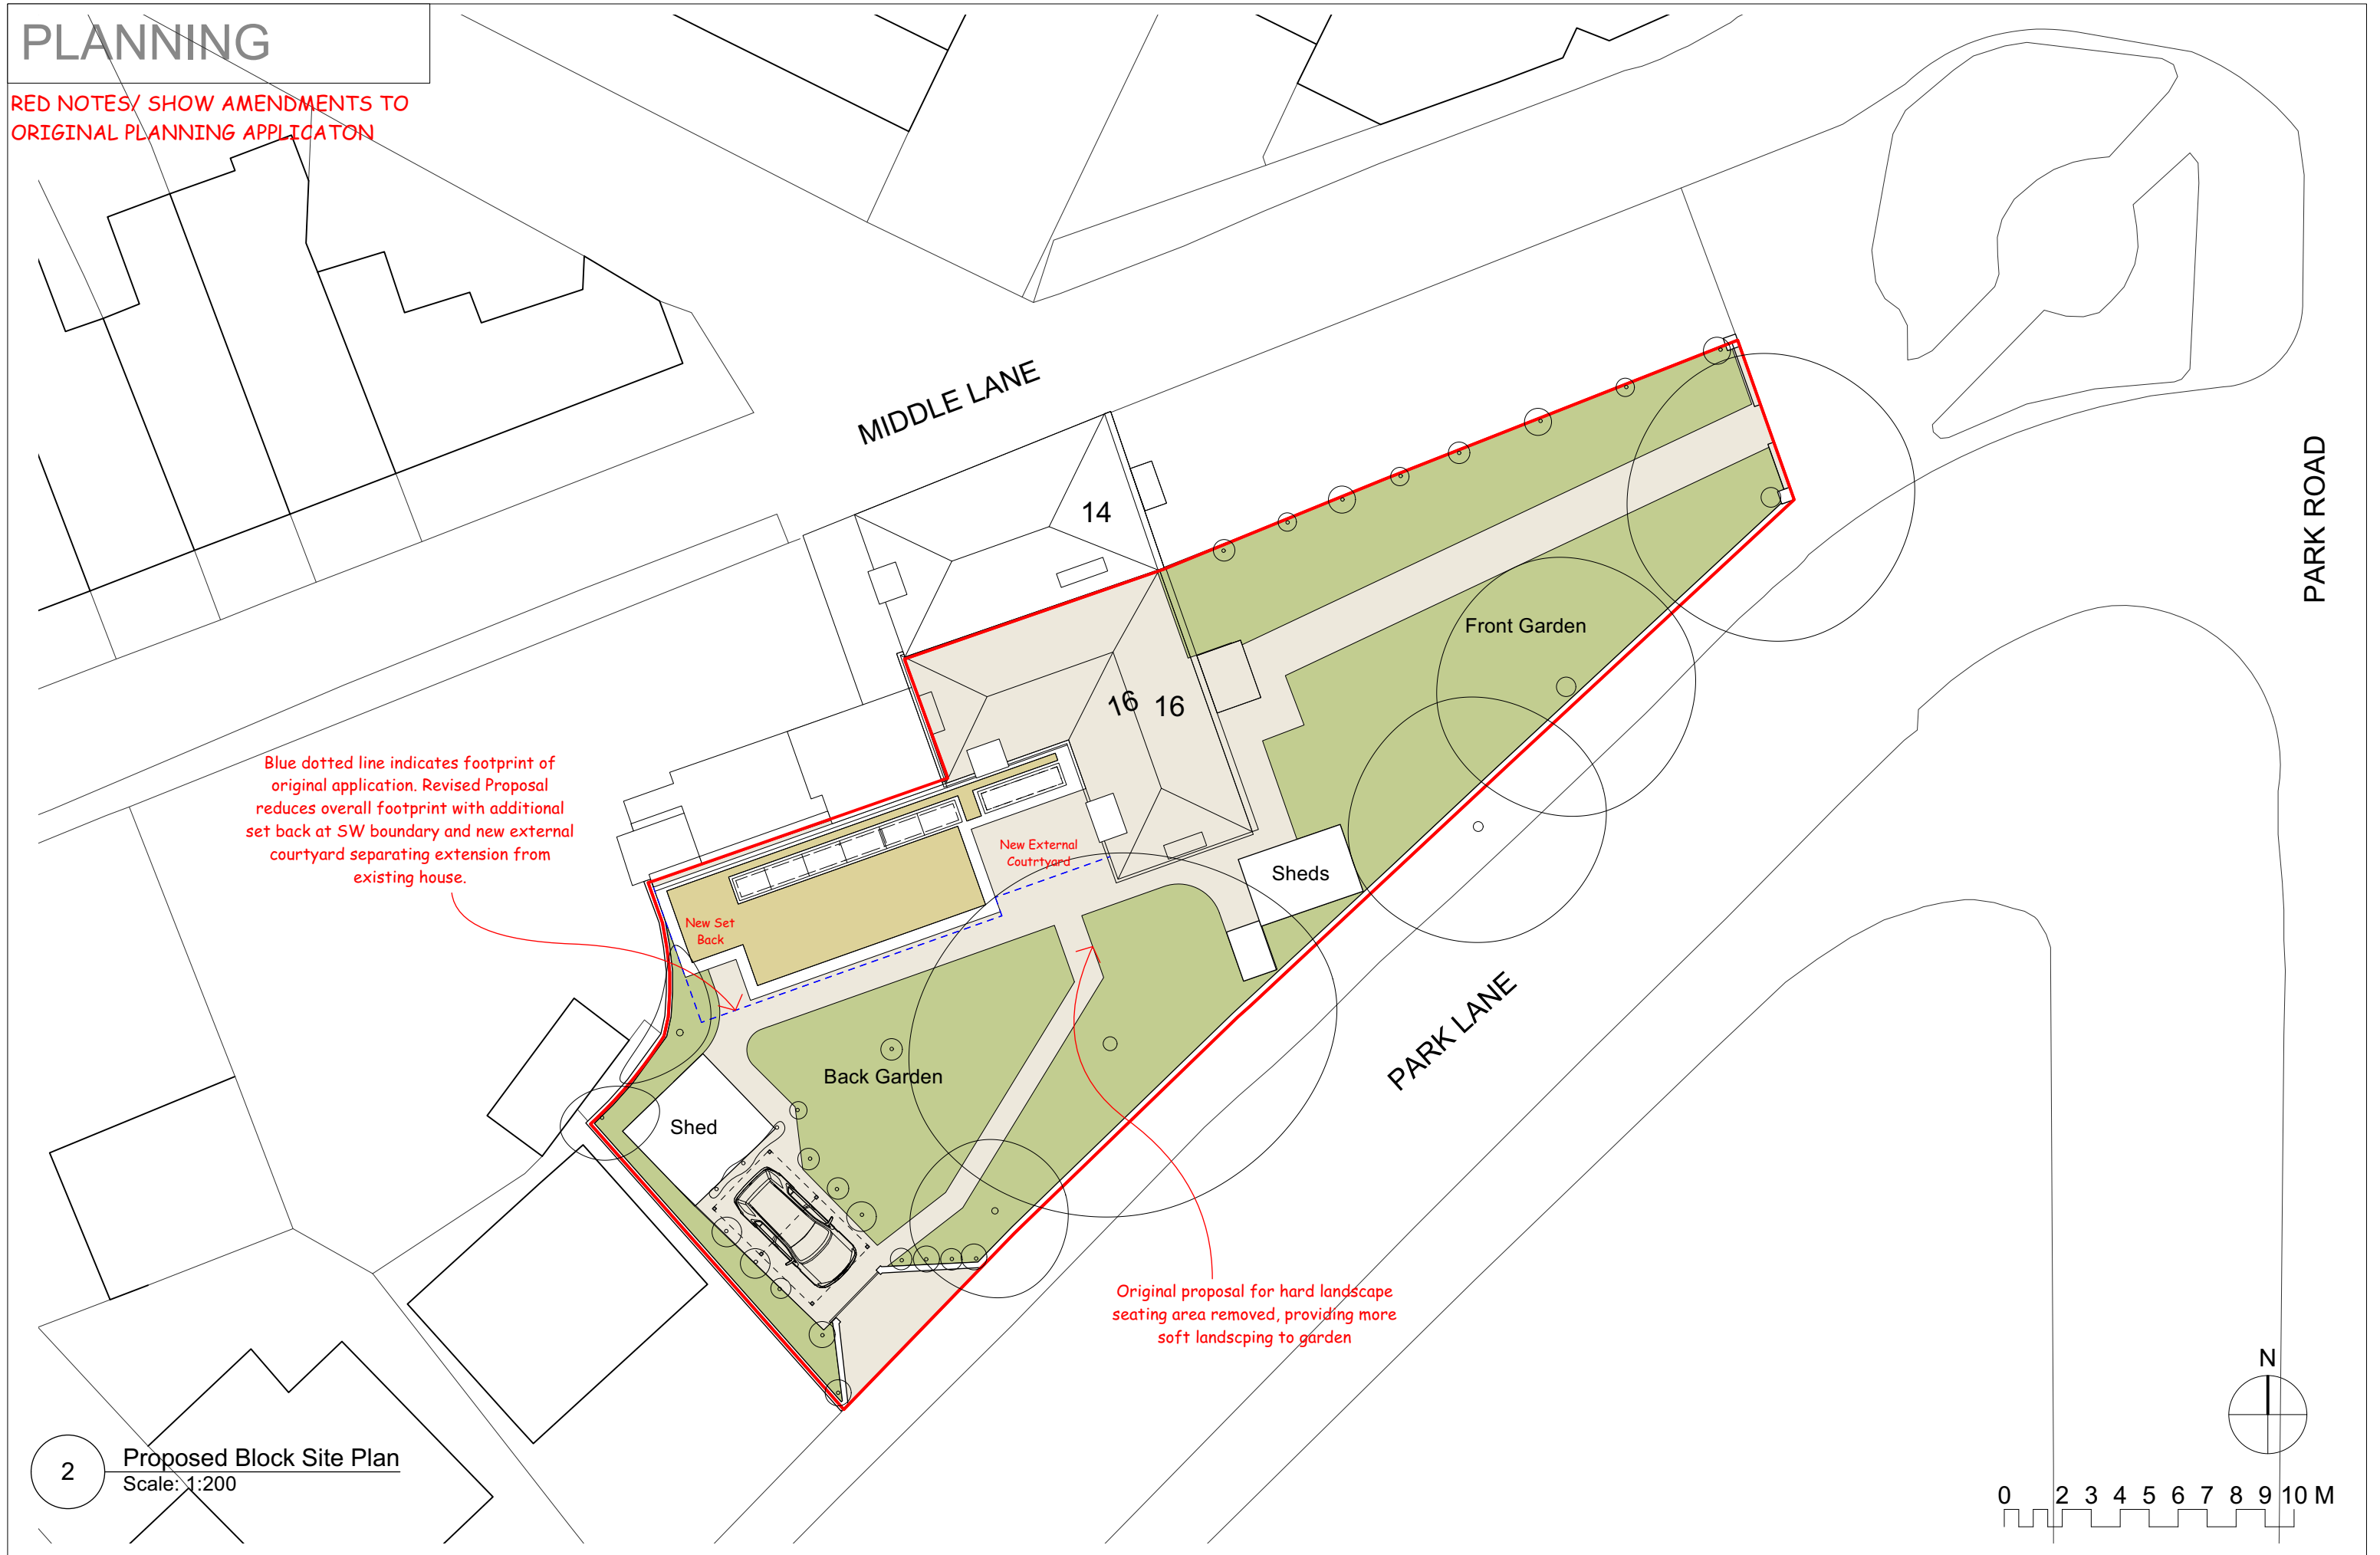 PLANNING
RED NOTES/ SHOW AMENDMENTS TO
ORIGINAL PLANNING APPLICATON
MIDDLE LANE
PARK ROAD
14
Front Garden
16
16
Blue dotted line indicates footprint of
original application. Revised Proposal
reduces overall footprint with additional
set back at SW boundary and new external
courtyard separating extension from
existing house.
New External
Coutrtyard
Sheds
New Set
Back
PARK LANE
Back Garden
Shed
Original proposal for hard landscape
seating area removed, providing more
soft landscping to garden
N
2
Proposed Block Site Plan
Scale: 1:200
0 2 3 4 5 6 7 8 9 10 M